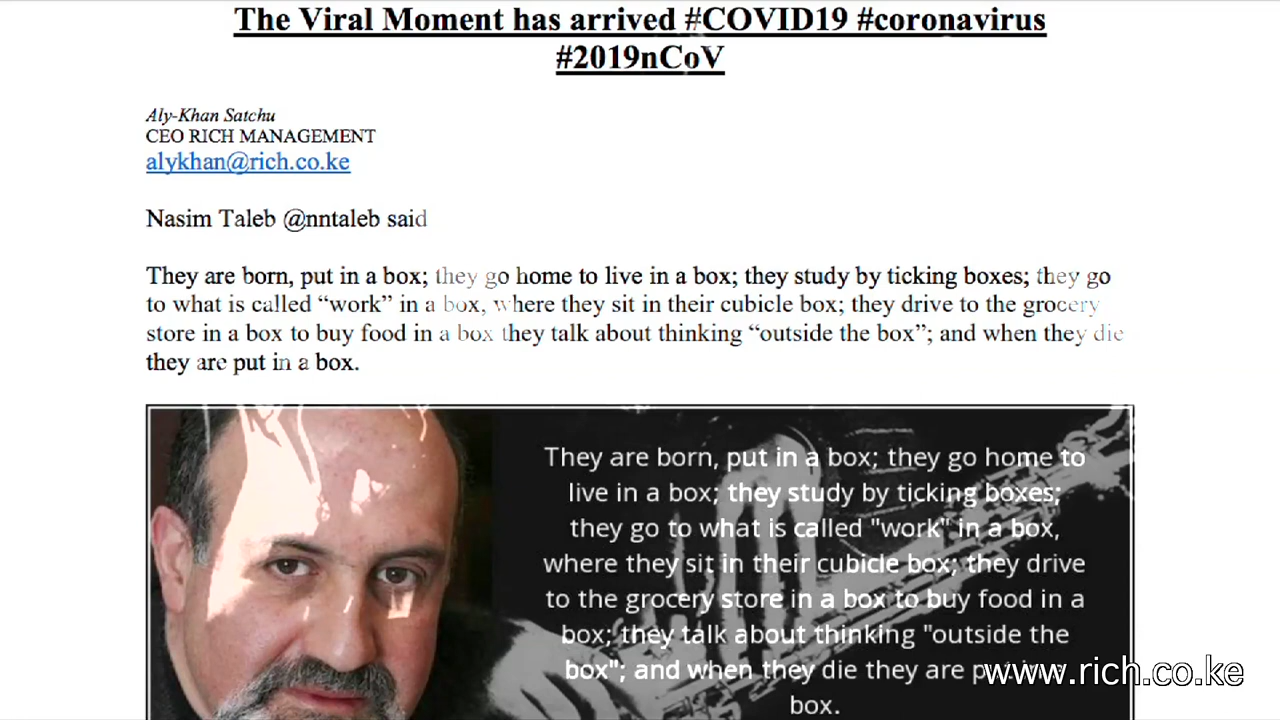 The Viral Moment has arrived #COVID19 #coronavirus
#2019nCoV
Aly-Khan Satchu
CEO RICH MANAGEMENT
alykhan@rich.co.ke
Nasim Taleb @nntaleb said
They are born, put in a box; they go home to live in a box; they study by ticking boxes; they go
to what is called “work” in a box, where they sit in their cubicle box; they drive to the grocery
store in a box to buy food in a box they talk about thinking “outside the box”; and when they die
they are put in a box.
They are born, put in a box; they go home to
live in a box; they study by ticking boxes;
they go to what is called "work" in a box,
where they sit in their cubicle box; they drive
to the grocery store in a box to buy food in a
box; they talk about thinking "outside the
box"; and when they die they are
box.
www.rich.co.ke